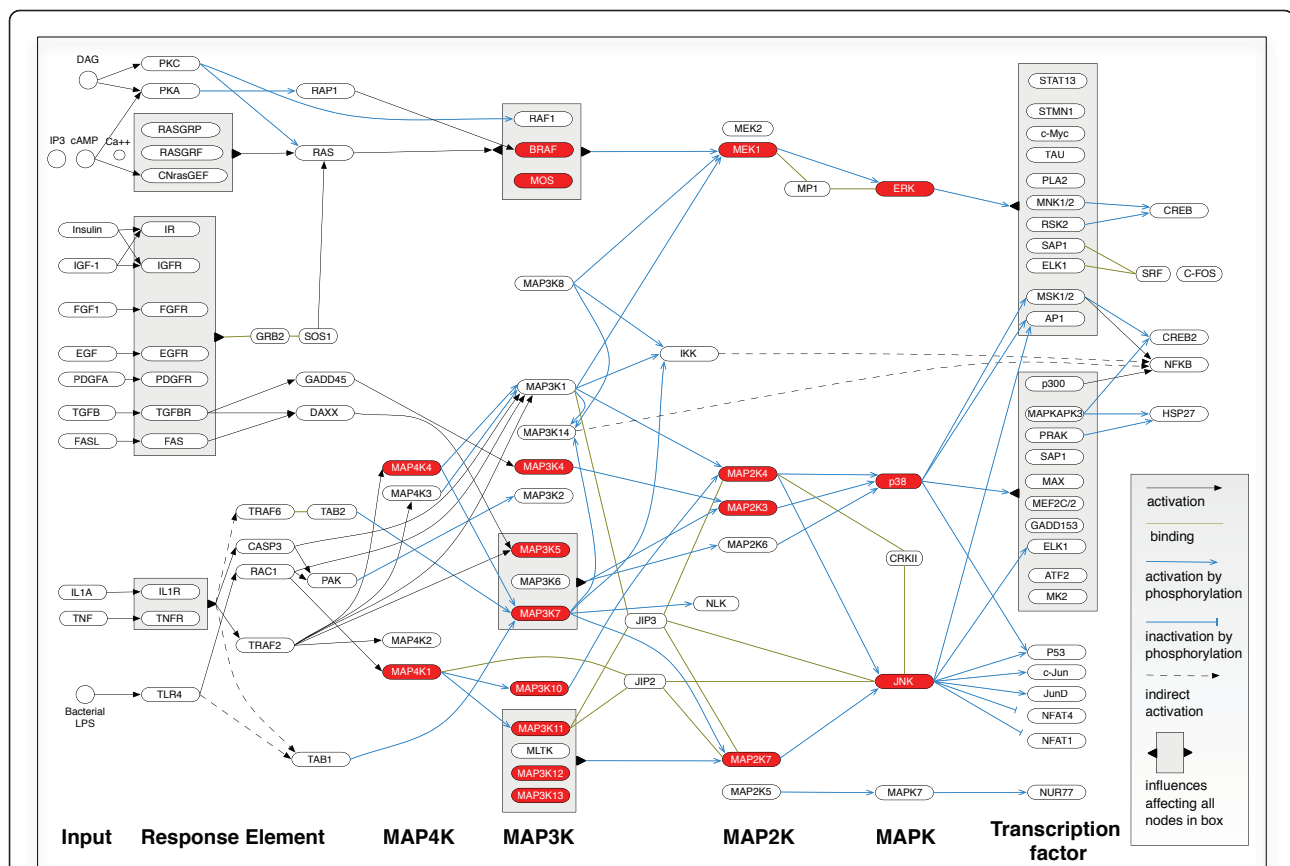 DAG
PKC
PKA
RAP1
IP3 cAMP Ca++
RASGRP
RASGRF
CNrasGEF
RAS
RAF1
BRAF
MOS
MEK2
MEK1
MP1
ERK
STAT13
STMN1
c-Myc
TAU
PLA2
MNK1/2
RSK2
SAP1
ELK1
MSK1/2
AP1
CREB
SRF
C-FOS
CREB2
NFKB
Insulin
IR
IGF-1
IGFR
FGF1
FGFR
EGF
EGFR
PDGFA
PDGFR
TGFB
TGFBR
FASL
FAS
GRB2
SOS1
GADD45
DAXX
MAP3K8
IKK
MAP3K1
MAP3K14
MAP4K4
MAP4K3
MAP3K4
MAP3K2
MAP2K4
MAP2K3
MAP2K6
p38
CRKII
p300
MAPKAPK3
PRAK
SAP1
MAX
MEF2C/2
GADD153
ELK1
ATF2
MK2
HSP27
TRAF6
TAB2
CASP3
RAC1
PAK
IL1A
IL1R
TNF
TNFR
TRAF2
MAP3K5
MAP3K6
MAP3K7
NLK
JIP3
MAP4K2
MAP4K1
MAP3K10
JIP2
JNK
P53
c-Jun
JunD
NFAT4
NFAT1
Bacterial
LPS
TLR4
TAB1
MAP3K11
MLTK
MAP3K12
MAP3K13
MAP2K7
MAP2K5
MAPK7
NUR77
activation
binding
activation by
phosphorylation
inactivation by
phosphorylation
indirect
activation
influences
affecting all
nodes in box
Input
Response Element
MAP4K
MAP3K
MAP2K
MAPK
Transcription
factor